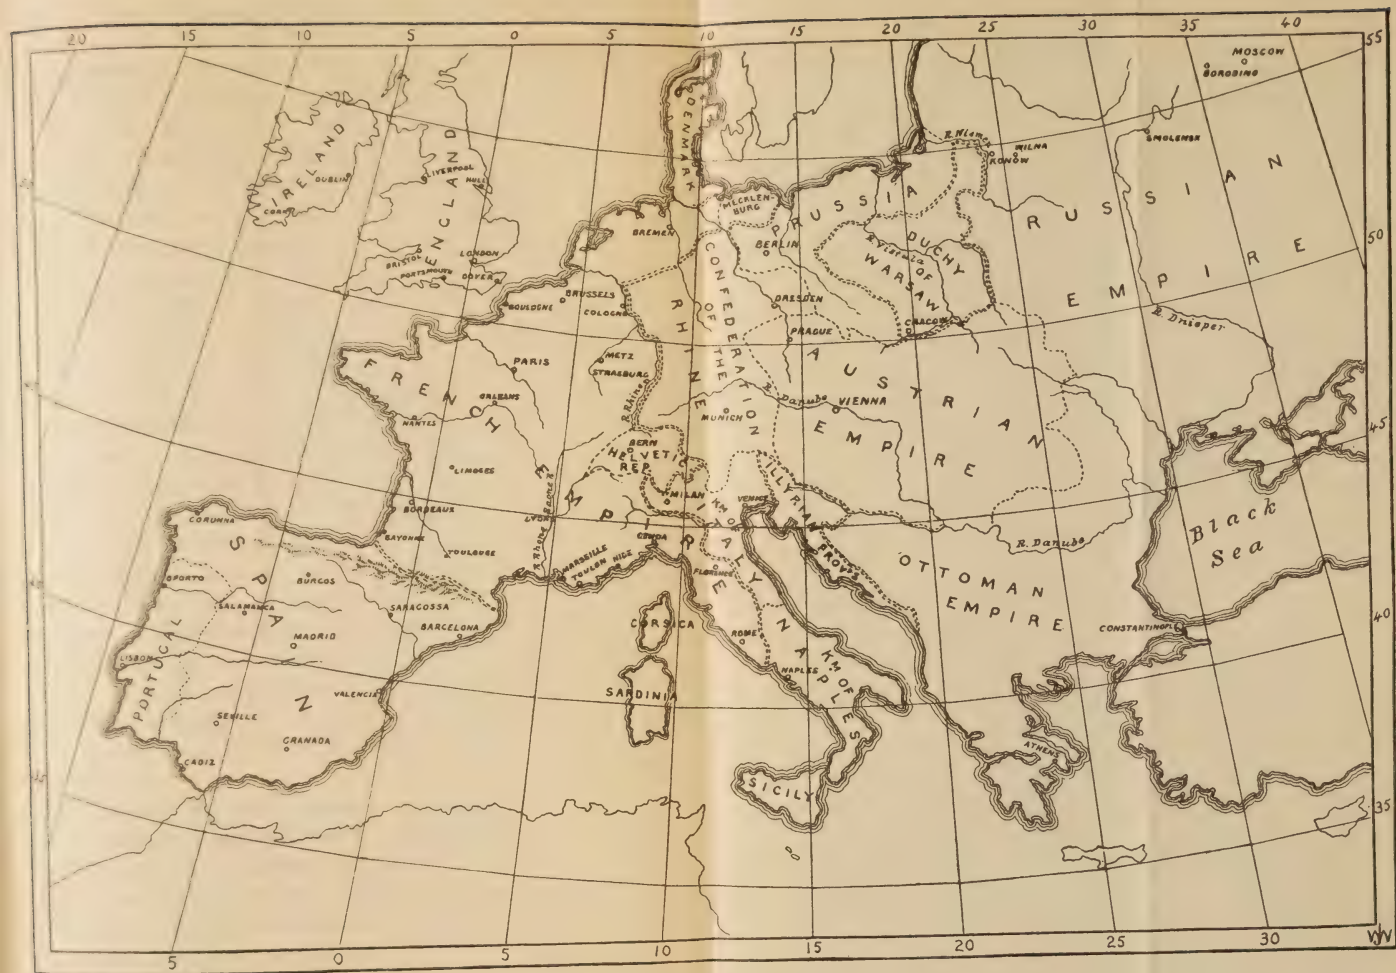 20 15 10 5 0 5 10 15 20 25 30 35 40
55
MOSCOW
BORODINO
SMOLENSK
R. Niemen
WILNA
KONOW
DENMARK
IRELAND
DUBLIN
CORK
ENGLAND
LIVERPOOL
HULL
BRISTOL
LONDON
PORTSMOUTH
DOVER
MECKLEN-
BURG
PRUSSIA
BREMEN
BERLIN
RUSSIAN
EMPIRE
50
DUCHY
OF
WARSAW
R. Vistula
CONFEDERATION
OF
THE
RHINE
BOULOGNE
BRUSSELS
COLOGNE
DRESDEN
PRAGUE
CRACOW
R. Dnieper
FRENCH
EMPIRE
PARIS
METZ
STRASBURG
ORLEANS
NANTES
R. Rhine
MUNICH
Danube
VIENNA
AUSTRIAN
EMPIRE
45
BERN
HELVETIC
REP.
LIMOGES
LYON
R. Rhone
BORDEAUX
BAYONNE
TOULOUSE
MILAN
VENICE
KM OF
ITALY
GENOA
ILLYRIAN
PROVS
MARSEILLE
TOULON
NICE
FLORENCE
R. Danube
Black
Sea
OTTOMAN
EMPIRE
CONSTANTINOPLE
40
CORUNNA
SPAIN
OPORTO
BURGOS
SALAMANCA
SARAGOSSA
BARCELONA
MADRID
PORTUGAL
LISBON
VALENCIA
SEVILLE
GRANADA
CADIZ
CORSICA
SARDINIA
ROME
NAPLES
KM. OF
NAPLES
SICILY
ATHENS
35
35
5 0 5 10 15 20 25 30